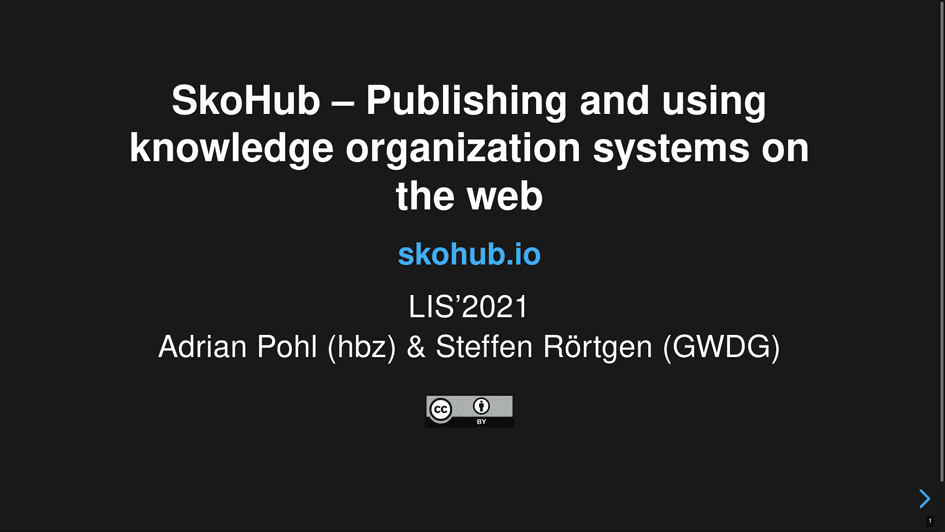 SkoHub – Publishing and using
knowledge organization systems on
the web
skohub.io
LIS’2021
Adrian Pohl (hbz) & Steffen Rörtgen (GWDG)
cc
BY
1